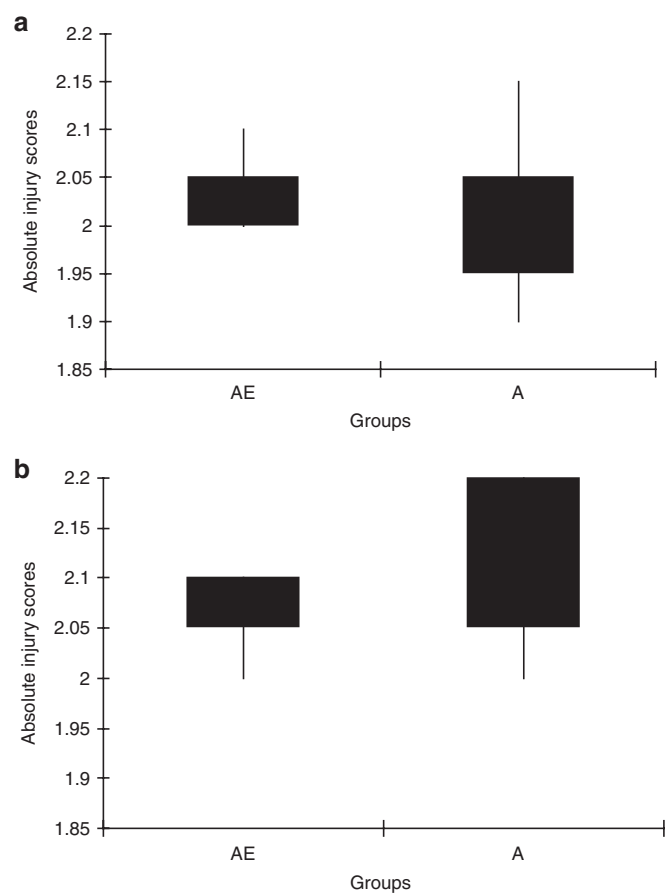 a
Absolute injury scores
2.2
2.15
2.1
2.05
2
1.95
1.9
1.85
AE
A
Groups
b
Absolute injury scores
2.2
2.15
2.1
2.05
2
1.95
1.9
1.85
AE
A
Groups